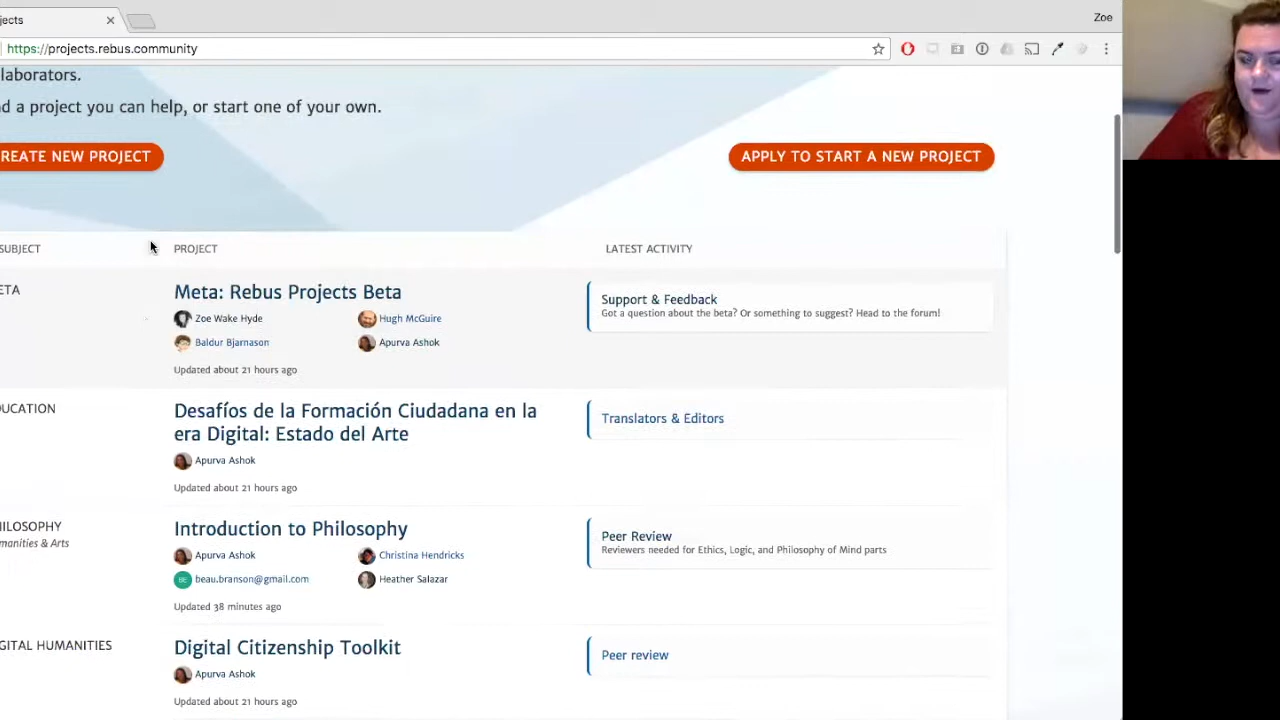 jects
Zoe
https://projects.rebus.community
laborators.
d a project you can help, or start one of your own.
REATE NEW PROJECT
APPLY TO START A NEW PROJECT
SUBJECT
PROJECT
LATEST ACTIVITY
ETA
Meta: Rebus Projects Beta
Zoe Wake Hyde
Hugh McGuire
Baldur Bjarnason
Apurva Ashok
Updated about 21 hours ago
Support & Feedback
Got a question about the beta? Or something to suggest? Head to the forum!
UCATION
Desafíos de la Formación Ciudadana en la
era Digital: Estado del Arte
Apurva Ashok
Updated about 21 hours ago
Translators & Editors
HILOSOPHY
manities & Arts
Introduction to Philosophy
Apurva Ashok
Christina Hendricks
BE
beau.branson@gmail.com
Heather Salazar
Updated 38 minutes ago
Peer Review
Reviewers needed for Ethics, Logic, and Philosophy of Mind parts
IGITAL HUMANITIES
Digital Citizenship Toolkit
Apurva Ashok
Updated about 21 hours ago
Peer review